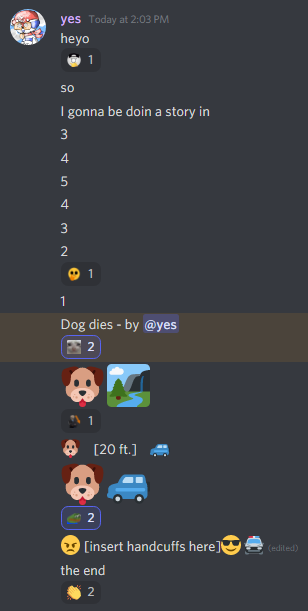 yes Today at 2:03 PM
heyo
1
so
I gonna be doin a story in
3
4
5
4
3
2
1
1
Dog dies - by @yes
2
1
[20 ft.]
2
[insert handcuffs here] (edited)
the end
2